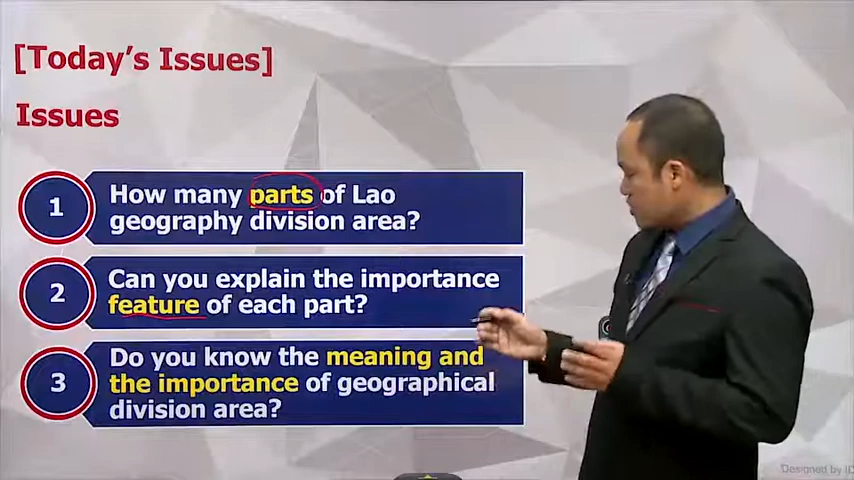 [Today's Issues]
Issues
1
How many parts of Lao
geography division area?
2
Can you explain the importance
feature of each part?
3
Do you know the meaning and
the importance of geographical
division area?
Designed by